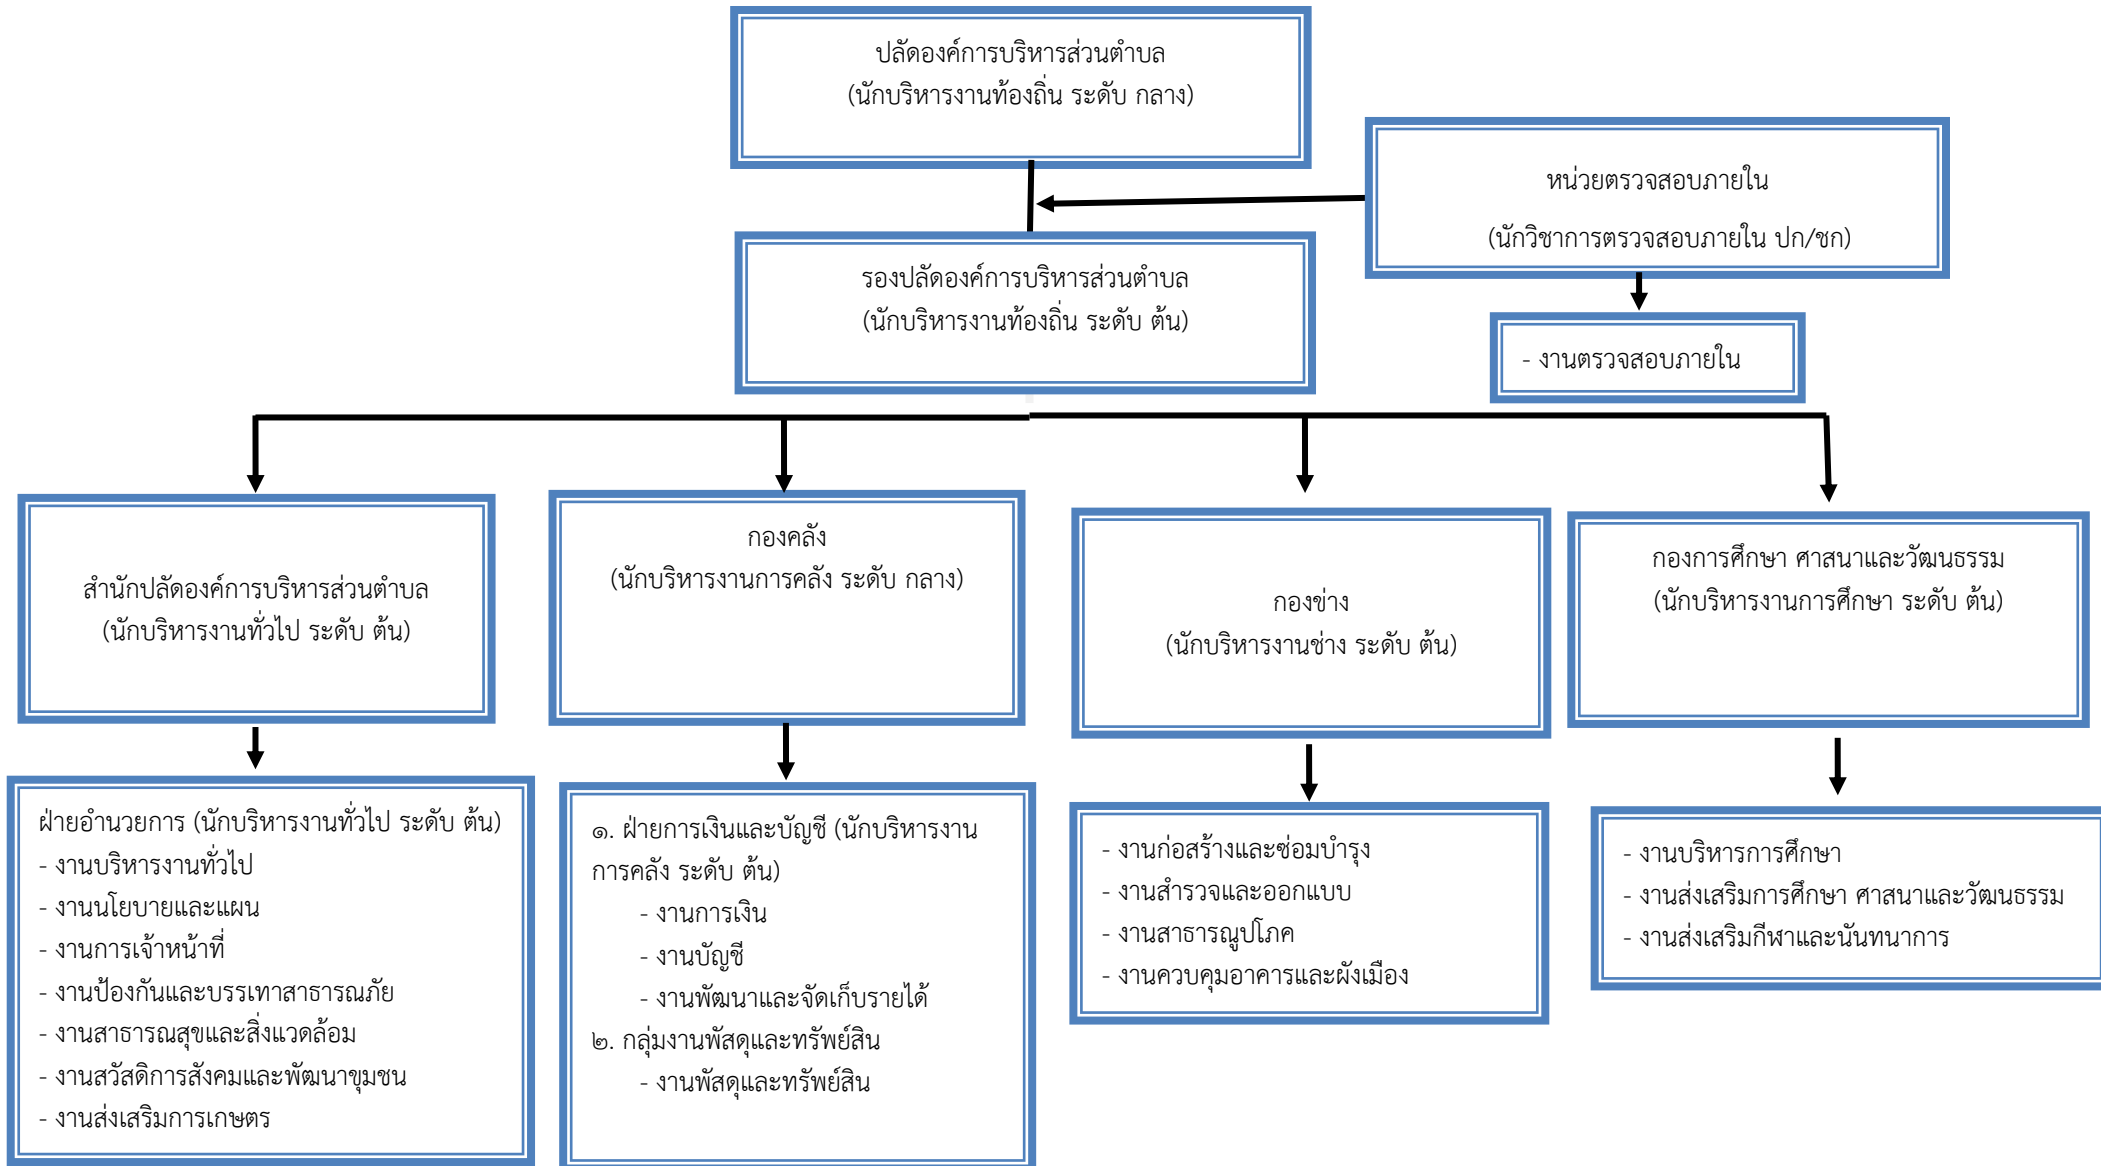 ปลัดองค์การบริหารส่วนตำบล
(นักบริหารงานท้องถิ่น ระดับ กลาง)
หน่วยตรวจสอบภายใน
(นักวิชาการตรวจสอบภายใน ปก/ชก)
รองปลัดองค์การบริหารส่วนตำบล
(นักบริหารงานท้องถิ่น ระดับ ต้น)
- งานตรวจสอบภายใน
สำนักปลัดองค์การบริหารส่วนตำบล
(นักบริหารงานทั่วไป ระดับ ต้น)
กองคลัง
(นักบริหารงานการคลัง ระดับ กลาง)
กองข่าง
(นักบริหารงานช่าง ระดับ ต้น)
กองการศึกษา ศาสนาและวัฒนธรรม
(นักบริหารงานการศึกษา ระดับ ต้น)
ฝ่ายอำนวยการ (นักบริหารงานทั่วไป ระดับ ต้น)
- งานบริหารงานทั่วไป
- งานนโยบายและแผน
- งานการเจ้าหน้าที่
- งานป้องกันและบรรเทาสาธารณภัย
- งานสาธารณสุขและสิ่งแวดล้อม
- งานสวัสดิการสังคมและพัฒนาขุมชน
- งานส่งเสริมการเกษตร
๑. ฝ่ายการเงินและบัญชี (นักบริหารงาน
การคลัง ระดับ ต้น)
- งานการเงิน
- งานบัญชี
- งานพัฒนาและจัดเก็บรายได้
๒. กลุ่มงานพัสดุและทรัพย์สิน
- งานพัสดุและทรัพย์สิน
- งานก่อสร้างและซ่อมบำรุง
- งานสำรวจและออกแบบ
- งานสาธารณูปโภค
- งานควบคุมอาคารและผังเมือง
- งานบริหารการศึกษา
- งานส่งเสริมการศึกษา ศาสนาและวัฒนธรรม
- งานส่งเสริมกีฬาและนันทนาการ